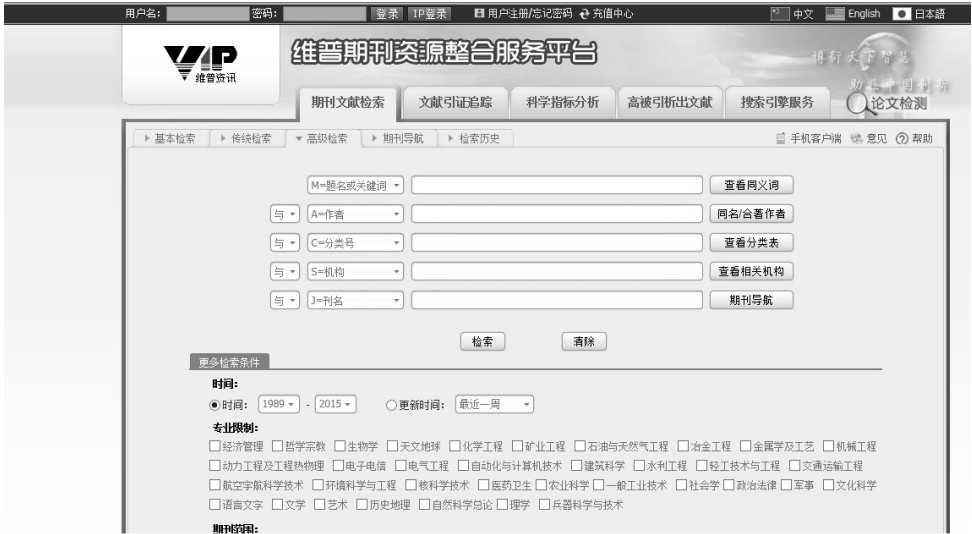 用户名: 密码: 登录 IP登录 用户注册/忘记密码 充值中心 中文 English 日本語
VIP 维普资讯
维普期刊资源整合服务平台
博析天下智慧
助工中国创新
期刊文献检索 文献引证追踪 科学指标分析 高被引析出文献 搜索引擎服务 论文检测
基本检索 传统检索 高级检索 期刊导航 检索历史 手机客户端 意见 帮助
M=题名或关键词 查看同义词
与 A=作者 同名/合著作者
与 C=分类号 查看分类表
与 S=机构 查看相关机构
与 J=刊名 期刊导航
检索 清除
更多检索条件
时间:
时间: 1989 - 2015 更新时间: 最近一周
专业限制:
经济管理 哲学宗教 生物学 天文地球 化学工程 矿业工程 石油与天然气工程 冶金工程 金属学及工艺 机械工程
动力工程及工程热物理 电子电信 电气工程 自动化与计算机技术 建筑科学 水利工程 轻工技术与工程 交通运输工程
航空宇航科学技术 环境科学与工程 核科学技术 医药卫生 农业科学 一般工业技术 社会学 政治法律 军事 文化科学
语言文字 文学 艺术 历史地理 自然科学总论 理学 兵器科学与技术
期刊范围: